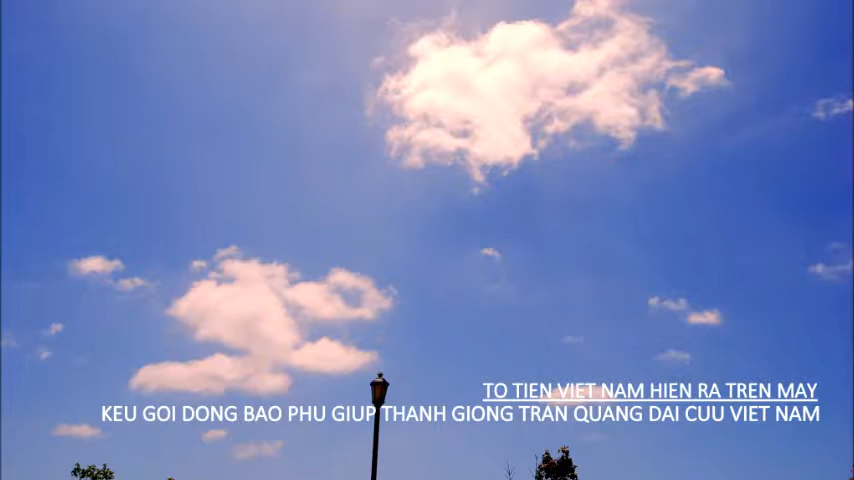 TO TIEN VIET NAM HIEN RA TREN MAY
KEU GOI DONG BAO PHU GIUP THANH GIONG TRAN QUANG DAI CUU VIET NAM